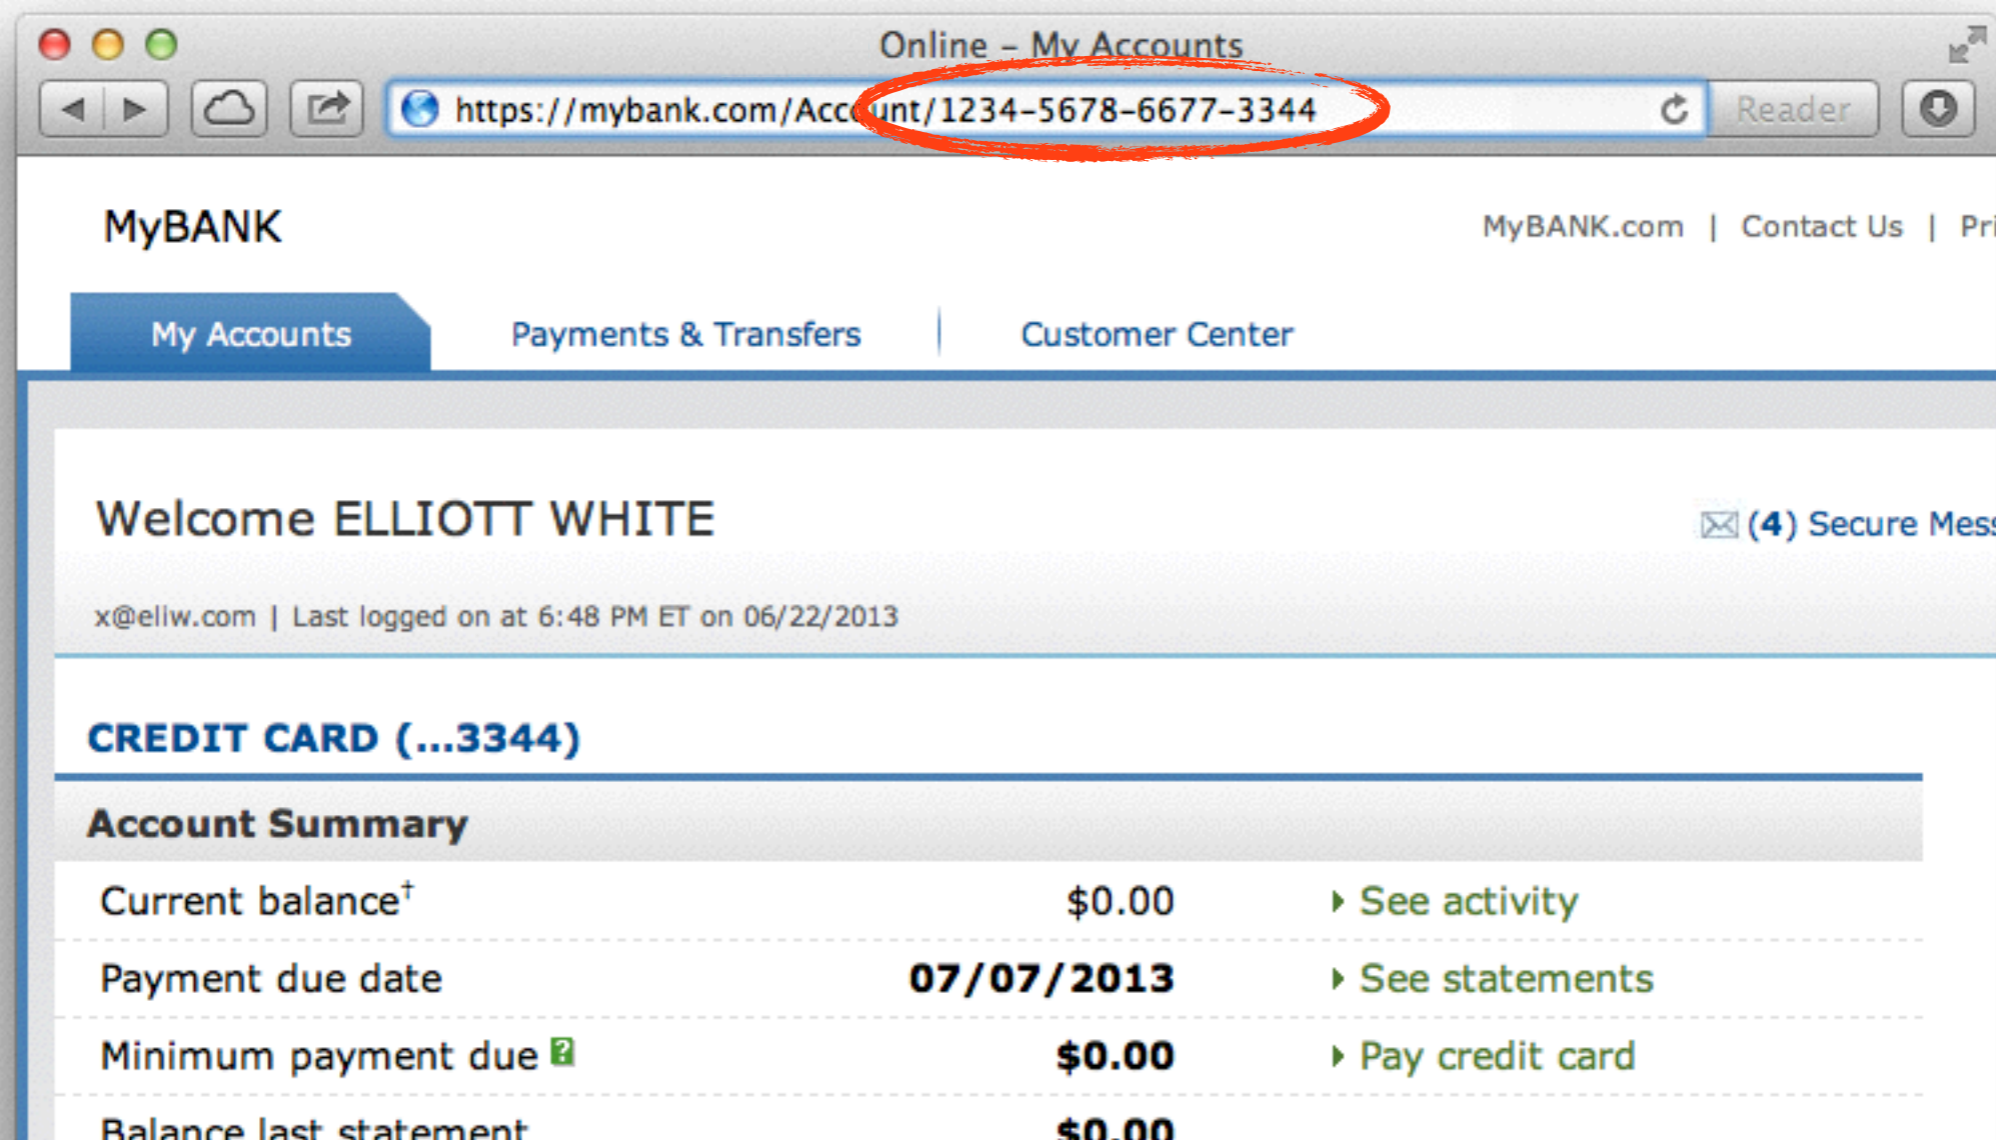 Online – My Accounts
https://mybank.com/Account/1234-5678-6677-3344
Reader
MyBANK
MyBANK.com | Contact Us |
My Accounts
Payments & Transfers | Customer Center
Welcome ELLIOTT WHITE
(4) Secure
x@eliw.com | Last logged on at 6:48 PM ET on 06/22/2013
CREDIT CARD (...3344)
Account Summary
Current balance† $0.00 See activity
Payment due date 07/07/2013 See statements
Minimum payment due ? $0.00 Pay credit card
Balance last statement $0.00